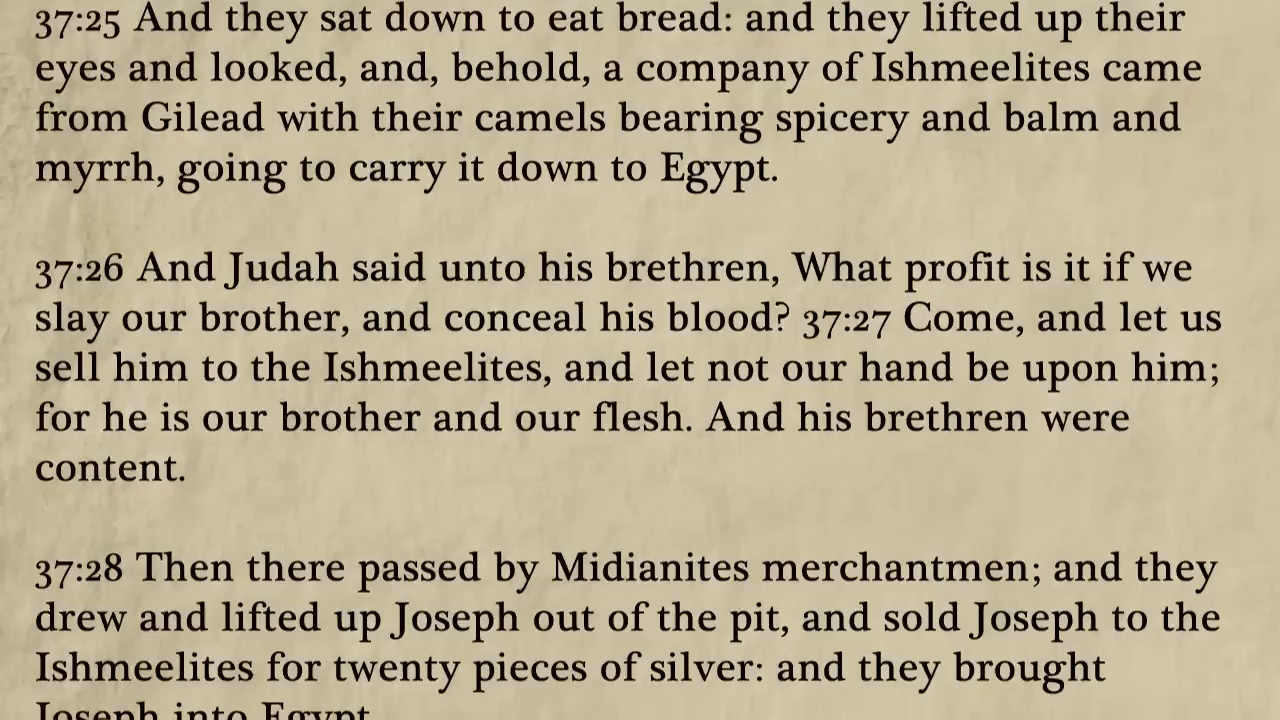 37:25 And they sat down to eat bread: and they lifted up their
eyes and looked, and, behold, a company of Ishmeelites came
from Gilead with their camels bearing spicery and balm and
myrrh, going to carry it down to Egypt.
37:26 And Judah said unto his brethren, What profit is it if we
slay our brother, and conceal his blood? 37:27 Come, and let us
sell him to the Ishmeelites, and let not our hand be upon him;
for he is our brother and our flesh. And his brethren were
content.
37:28 Then there passed by Midianites merchantmen; and they
drew and lifted up Joseph out of the pit, and sold Joseph to the
Ishmeelites for twenty pieces of silver: and they brought
Joseph into Egypt.